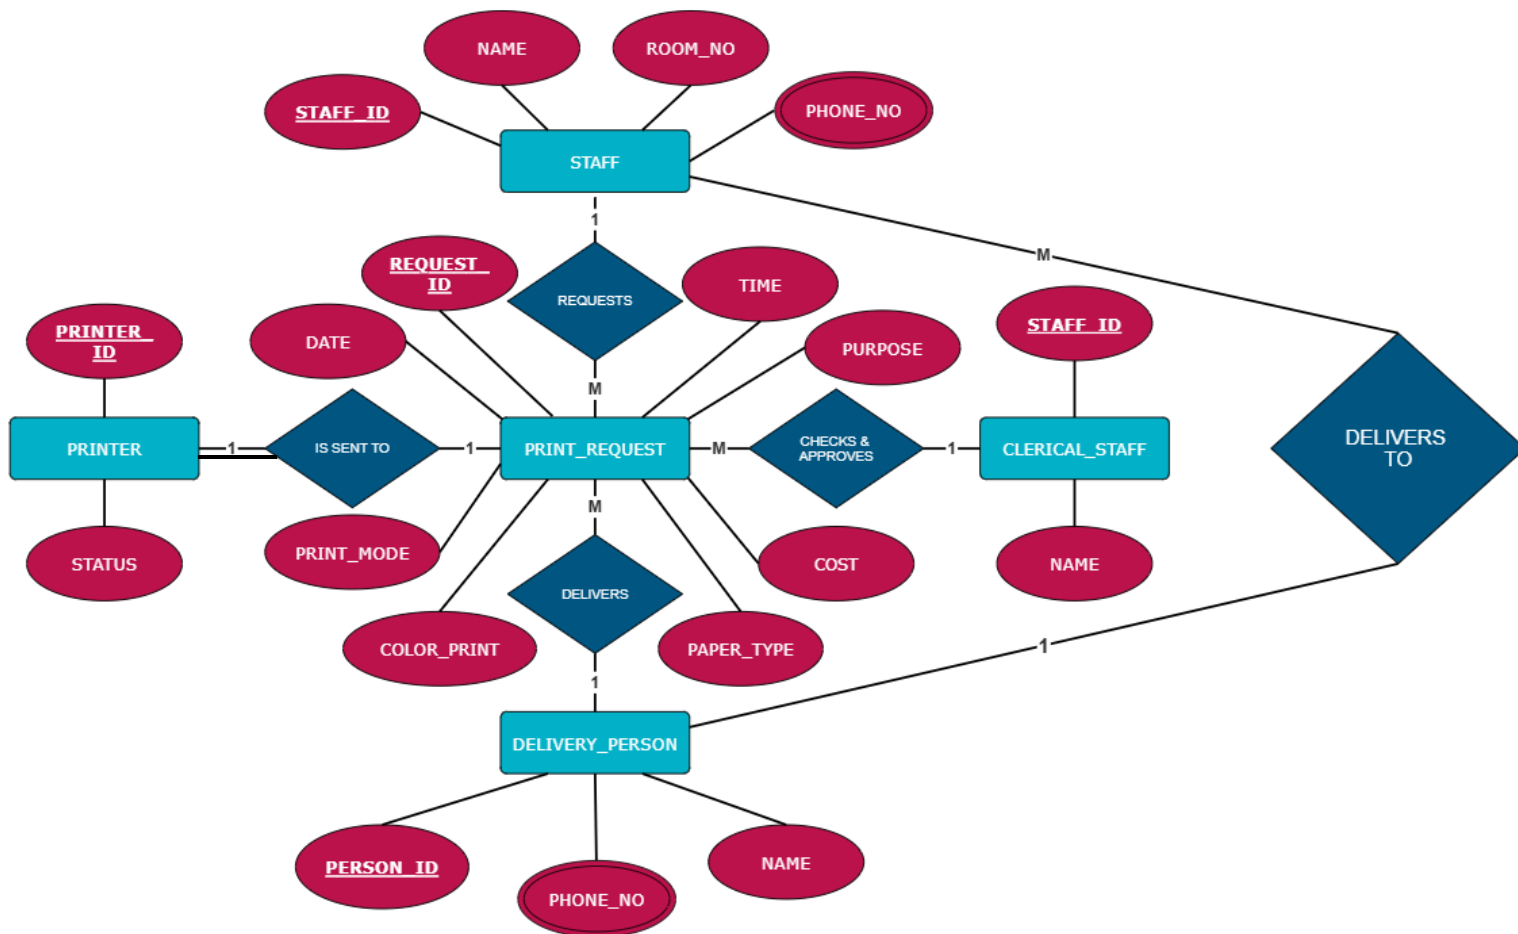 NAME
ROOM_NO
STAFF_ID
PHONE_NO
STAFF
1
M
REQUEST_
ID
TIME
REQUESTS
STAFF_ID
PRINTER_
ID
DATE
PURPOSE
M
PRINTER
1
IS SENT TO
1
PRINT_REQUEST
M
CHECKS &
APPROVES
1
CLERICAL_STAFF
DELIVERS
TO
M
PRINT_MODE
STATUS
COST
NAME
DELIVERS
COLOR_PRINT
PAPER_TYPE
1
1
DELIVERY_PERSON
PERSON_ID
PHONE_NO
NAME